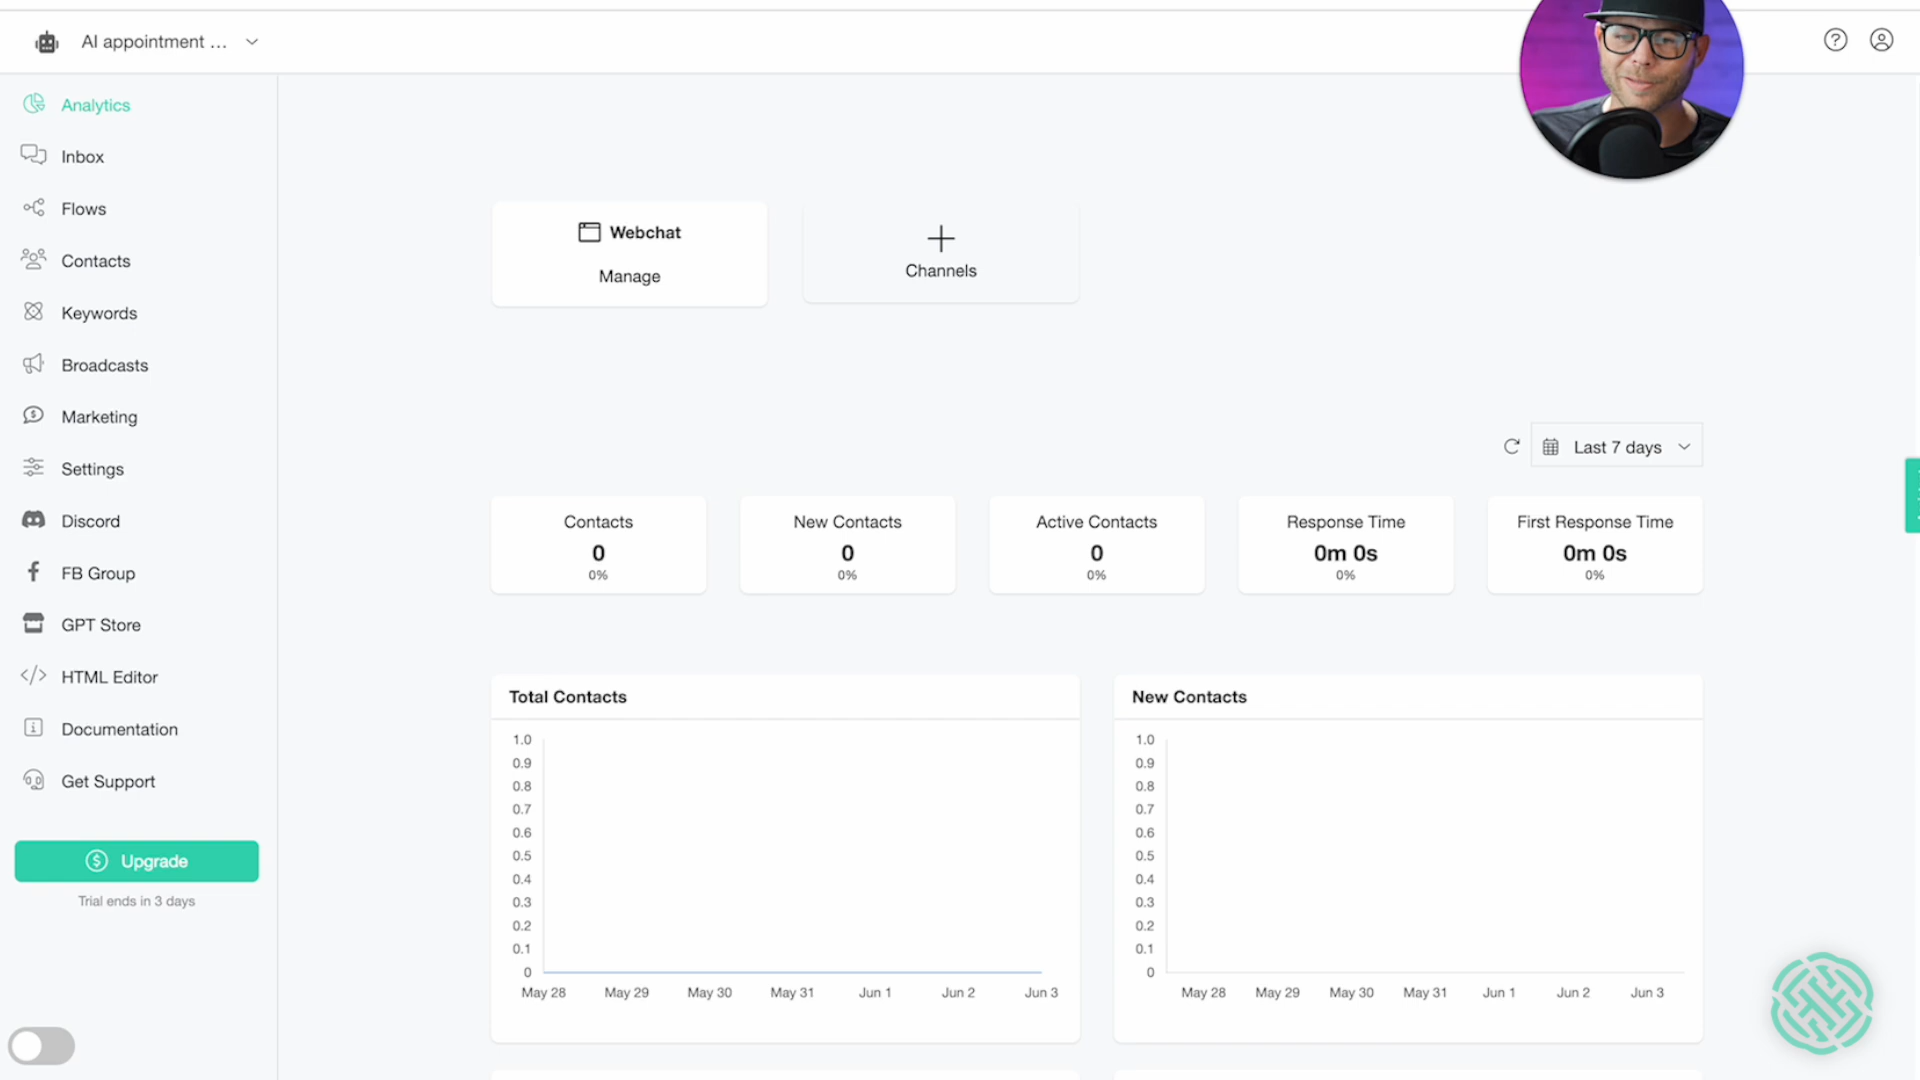 AI appointment ...
Analytics
Inbox
Flows
Contacts
Keywords
Broadcasts
Marketing
Settings
Discord
FB Group
GPT Store
HTML Editor
Documentation
Get Support
Upgrade
Trial ends in 3 days
Webchat
Manage
Channels
Last 7 days
Contacts
0
0%
New Contacts
0
0%
Active Contacts
0
0%
Response Time
0m 0s
0%
First Response Time
0m 0s
0%
Total Contacts
1.0
0.9
0.8
0.7
0.6
0.5
0.4
0.3
0.2
0.1
0
May 28 May 29 May 30 May 31 Jun 1 Jun 2 Jun 3
New Contacts
1.0
0.9
0.8
0.7
0.6
0.5
0.4
0.3
0.2
0.1
0
May 28 May 29 May 30 May 31 Jun 1 Jun 2 Jun 3